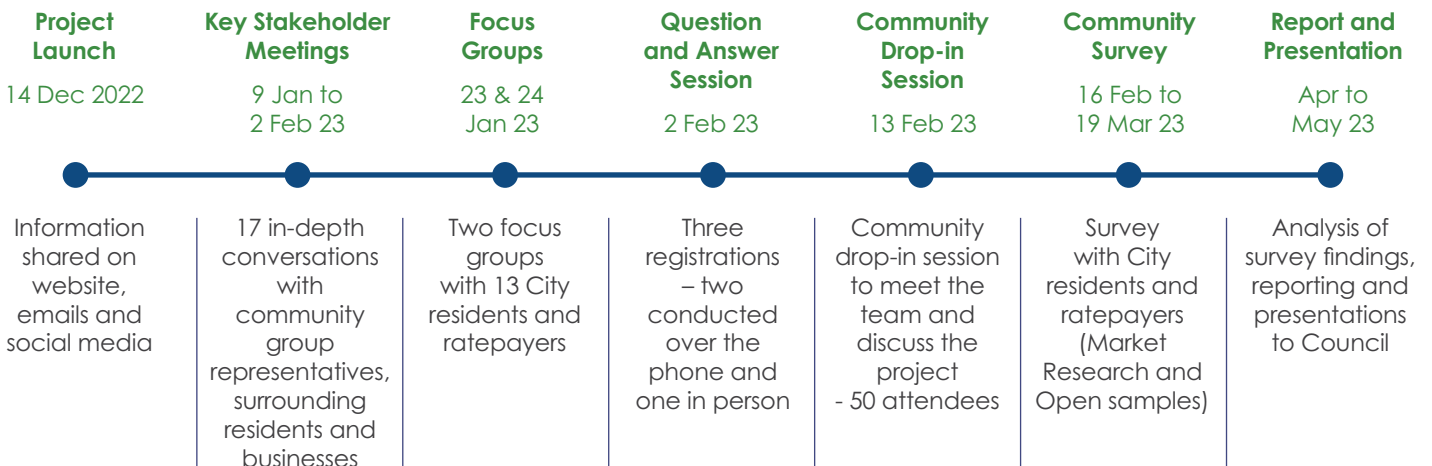 Project
Launch
14 Dec 2022
Information
shared on
website,
emails and
social media
Key Stakeholder
Meetings
9 Jan to
2 Feb 23
17 in-depth
conversations
with
community
group
representatives,
surrounding
residents and
businesses
Focus
Groups
23 & 24
Jan 23
Two focus
groups
with 13 City
residents and
ratepayers
Question
and Answer
Session
2 Feb 23
Three
registrations
– two
conducted
over the
phone and
one in person
Community
Drop-in
Session
13 Feb 23
Community
drop-in session
to meet the
team and
discuss the
project
- 50 attendees
Community
Survey
16 Feb to
19 Mar 23
Survey
with City
residents and
ratepayers
(Market
Research and
Open samples)
Report and
Presentation
Apr to
May 23
Analysis of
survey findings,
reporting and
presentations
to Council